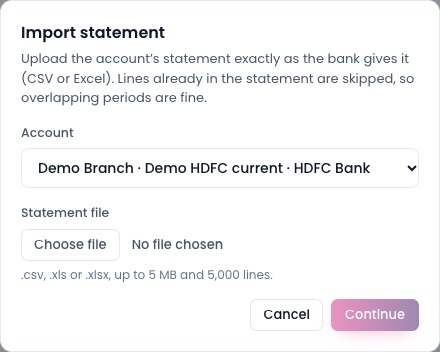 Import statement
Upload the account’s statement exactly as the bank gives it
(CSV or Excel). Lines already in the statement are skipped, so
overlapping periods are fine.
Account
Demo Branch · Demo HDFC current · HDFC Bank
Statement file
Choose file No file chosen
.csv, .xls or .xlsx, up to 5 MB and 5,000 lines.
Cancel Continue